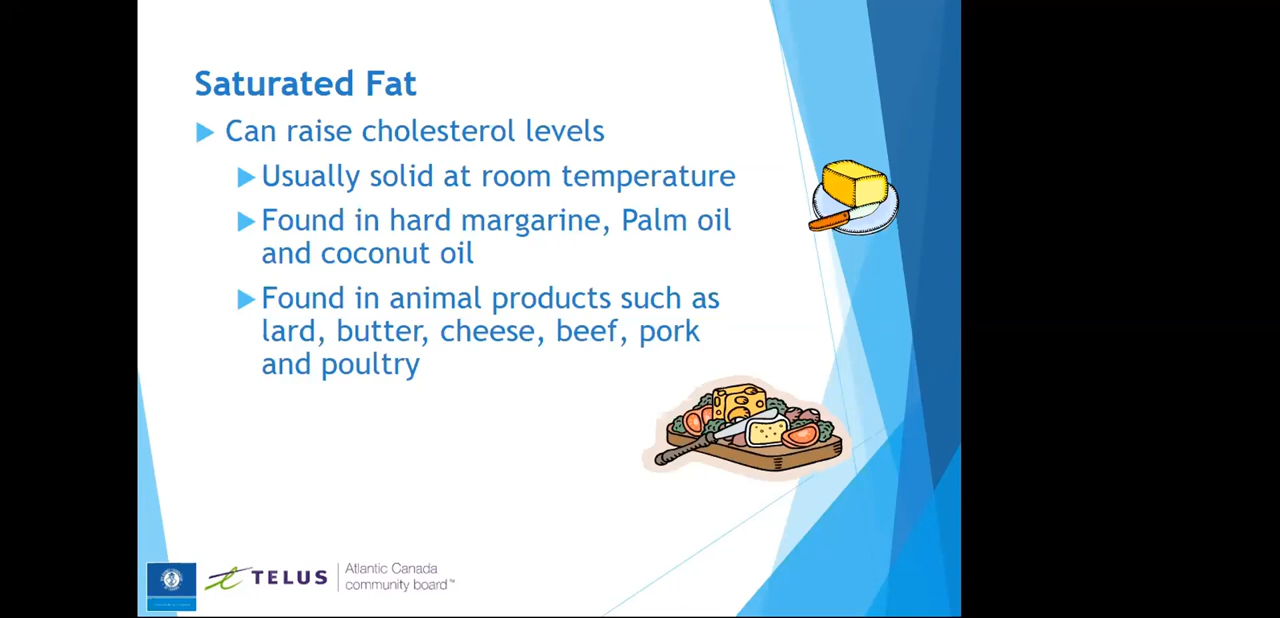 Saturated Fat
Can raise cholesterol levels
Usually solid at room temperature
Found in hard margarine, Palm oil
and coconut oil
Found in animal products such as
lard, butter, cheese, beef, pork
and poultry
TELUS
Atlantic Canada
community board™